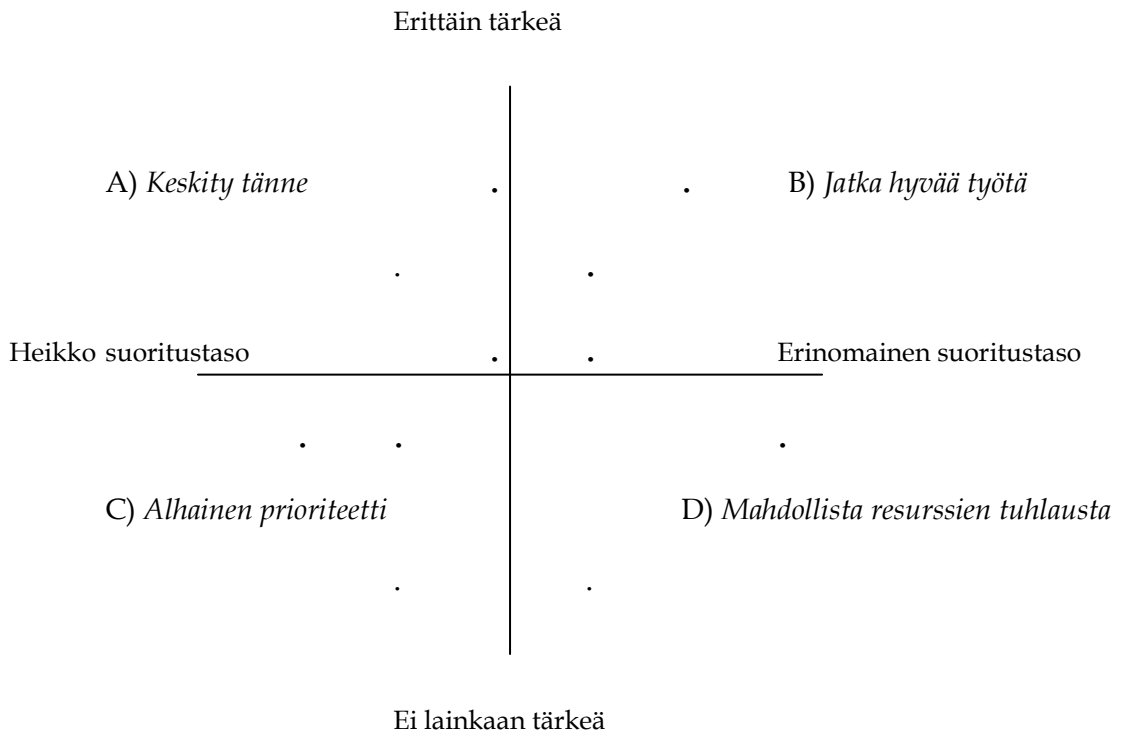 Erittäin tärkeä
A) Keskity tänne
B) Jatka hyvää työtä
Heikko suoritustaso
Erinomainen suoritustaso
C) Alhainen prioriteetti
D) Mahdollista resurssien tuhlausta
Ei lainkaan tärkeä